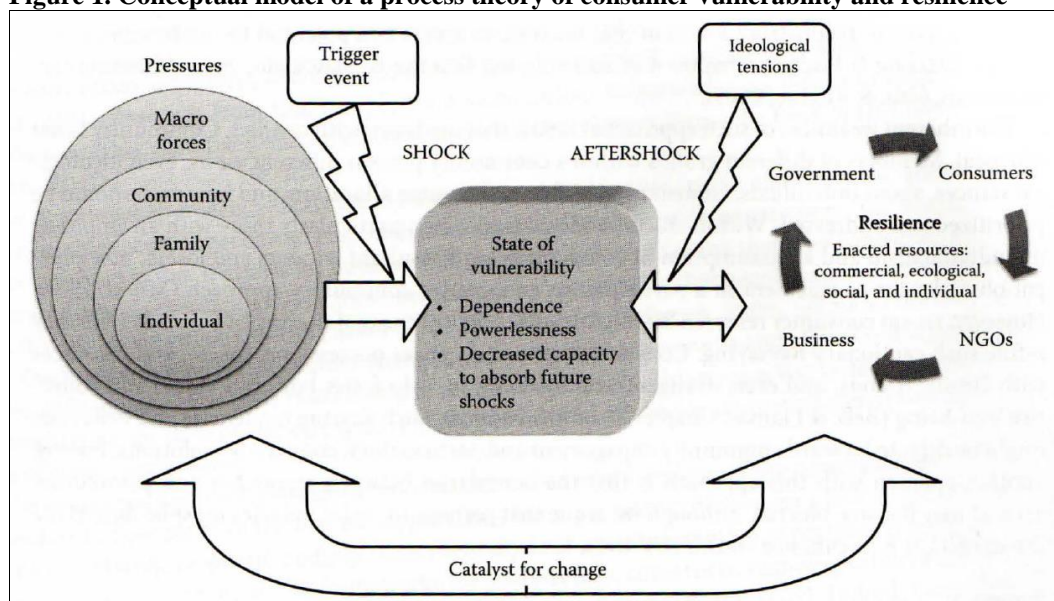 Figure 1. Conceptual model of a process theory of consumer vulnerability and resilience
Pressures
Macro
forces
Community
Family
Individual
Trigger
event
SHOCK
State of
vulnerability
• Dependence
• Powerlessness
• Decreased capacity
to absorb future
shocks
AFTERSHOCK
Ideological
tensions
Government
Consumers
Resilience
Enacted resources:
commercial, ecological,
social, and individual
Business
NGOs
Catalyst for change